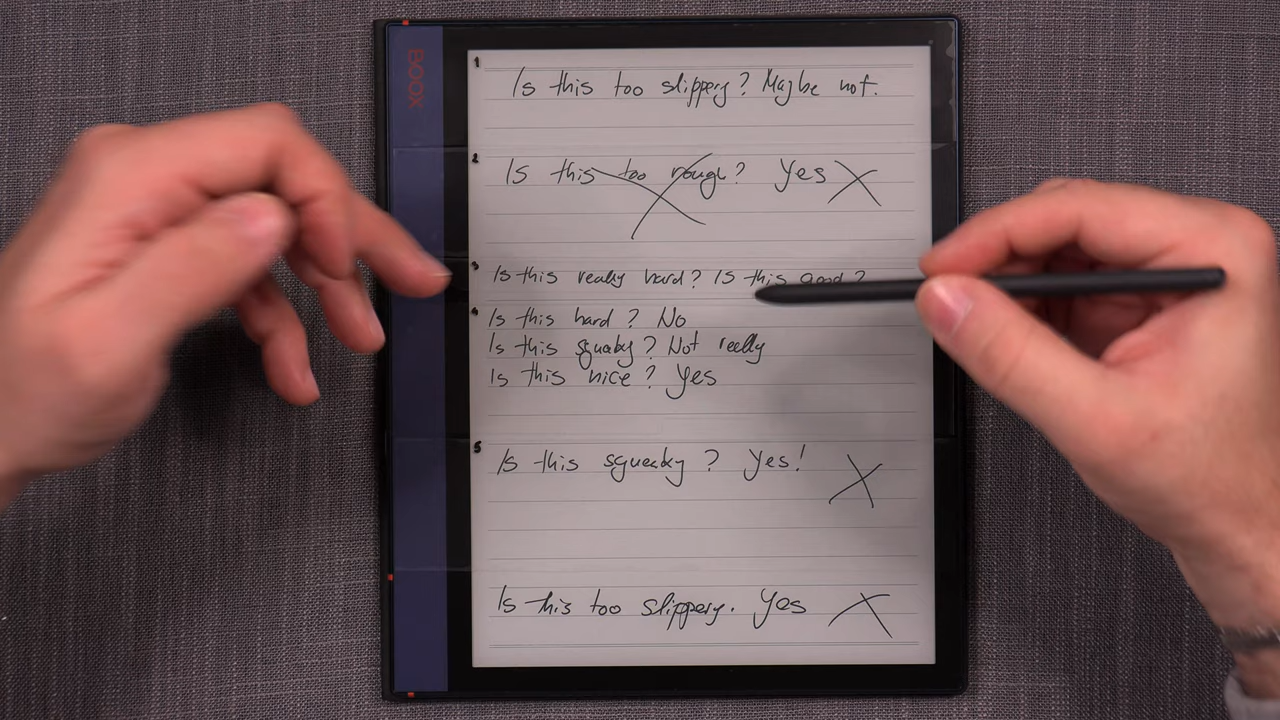 BOOX
1
Is this too slippery? Maybe not.
2
Is this too rough? Yes X
3
Is this really hard? Is this good?
4
Is this hard? No
Is this squaky? Not really
Is this nice? Yes
5
Is this squeaky? Yes! X
Is this too slippery. Yes X